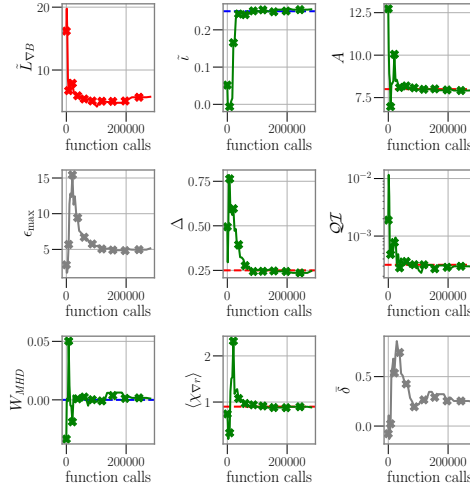 L̃∇B
20
10
0
200000
function calls
ι̃
0.2
0.1
0.0
0
200000
function calls
A
12.5
10.0
7.5
0
200000
function calls
ϵmax
15
10
5
0
200000
function calls
Δ
0.75
0.50
0.25
0
200000
function calls
QI
10⁻²
10⁻³
0
200000
function calls
W_MHD
0.05
0.00
0
200000
function calls
⟨χ∇r⟩
2
1
0
200000
function calls
δ̄
0.5
0.0
0
200000
function calls